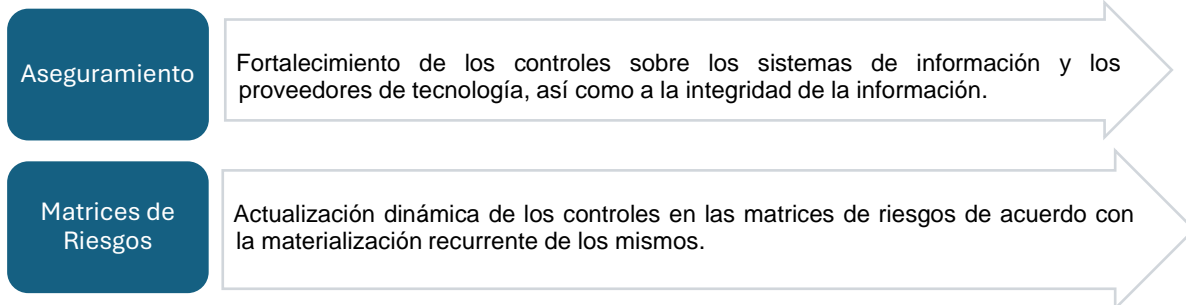 Aseguramiento
Fortalecimiento de los controles sobre los sistemas de información y los
proveedores de tecnología, así como a la integridad de la información.
Matrices de
Riesgos
Actualización dinámica de los controles en las matrices de riesgos de acuerdo con
la materialización recurrente de los mismos.